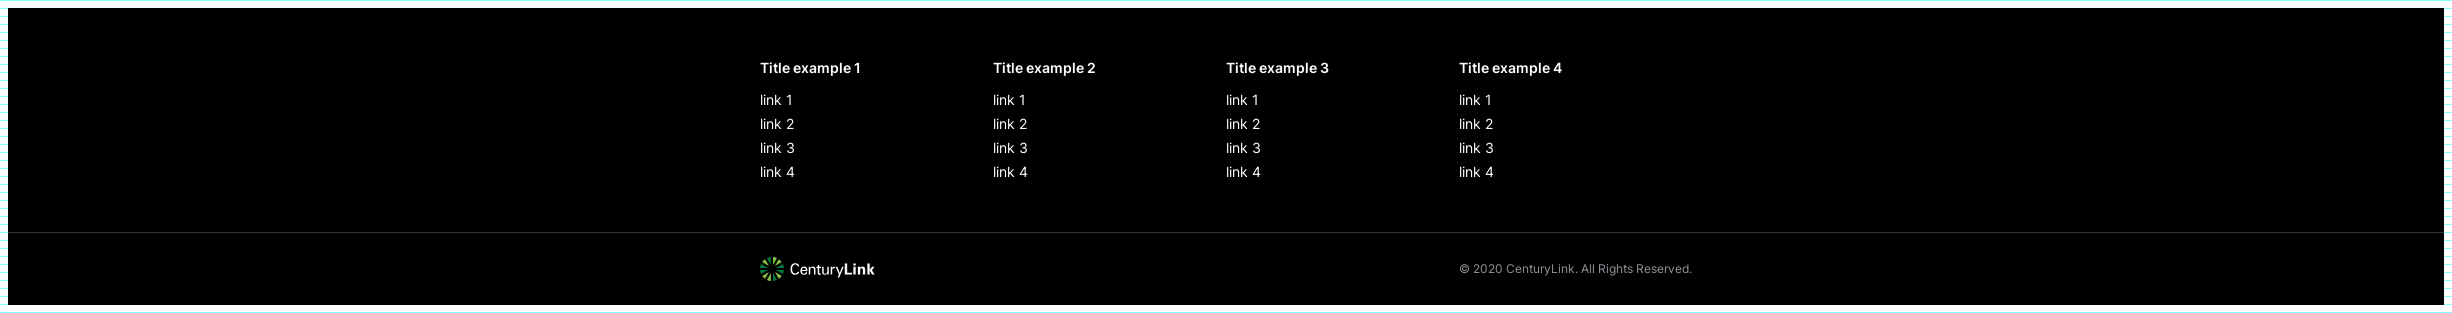 Title example 1
link 1
link 2
link 3
link 4
Title example 2
link 1
link 2
link 3
link 4
Title example 3
link 1
link 2
link 3
link 4
Title example 4
link 1
link 2
link 3
link 4
CenturyLink
© 2020 CenturyLink. All Rights Reserved.